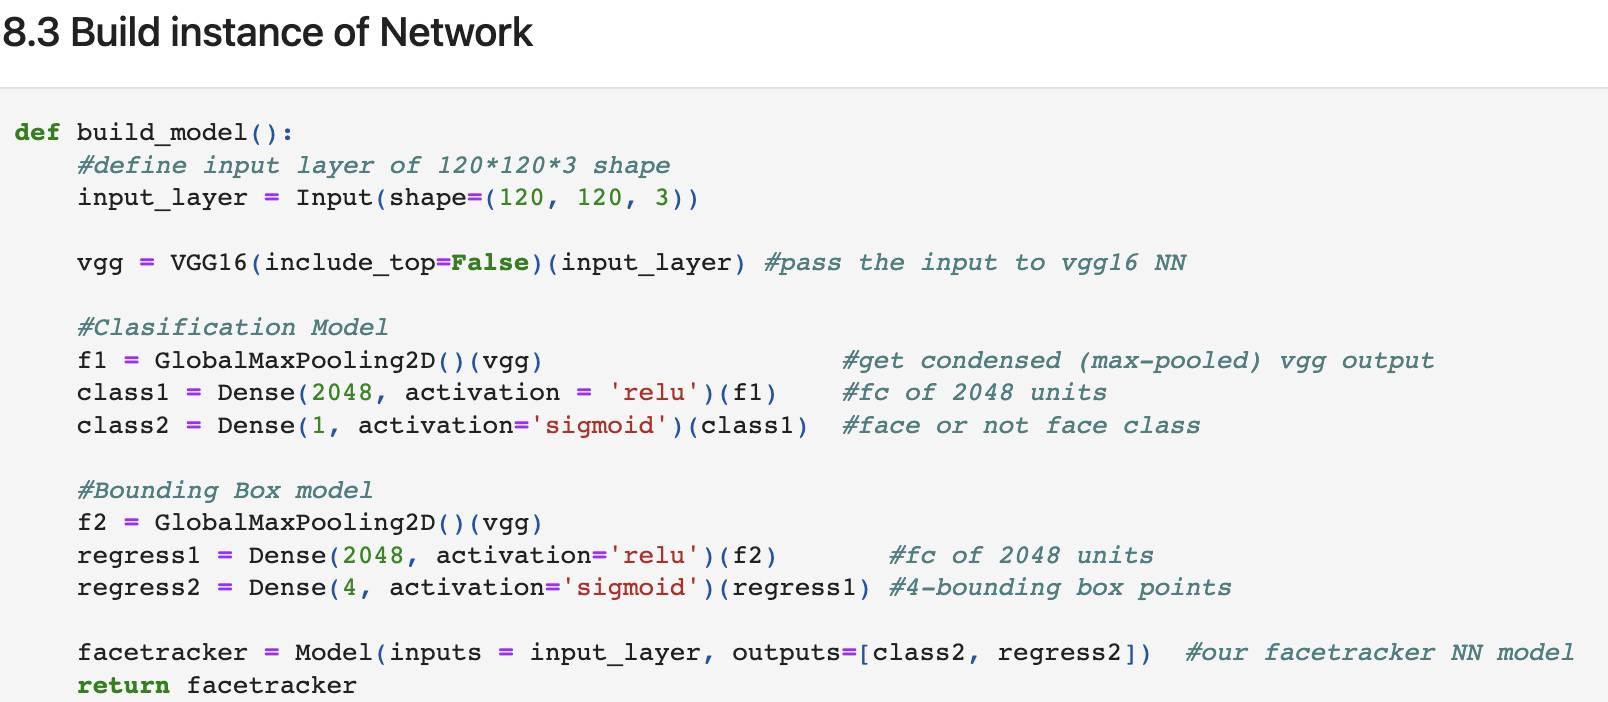 8.3 Build instance of Network
def build_model():
    #define input layer of 120*120*3 shape
    input_layer = Input(shape=(120, 120, 3))
    vgg = VGG16(include_top=False)(input_layer) #pass the input to vgg16 NN
    #Clasification Model
    f1 = GlobalMaxPooling2D()(vgg)                   #get condensed (max-pooled) vgg output
    class1 = Dense(2048, activation = 'relu')(f1)    #fc of 2048 units
    class2 = Dense(1, activation='sigmoid')(class1)  #face or not face class
    #Bounding Box model
    f2 = GlobalMaxPooling2D()(vgg)
    regress1 = Dense(2048, activation='relu')(f2)       #fc of 2048 units
    regress2 = Dense(4, activation='sigmoid')(regress1) #4-bounding box points
    facetracker = Model(inputs = input_layer, outputs=[class2, regress2])  #our facetracker NN model
    return facetracker